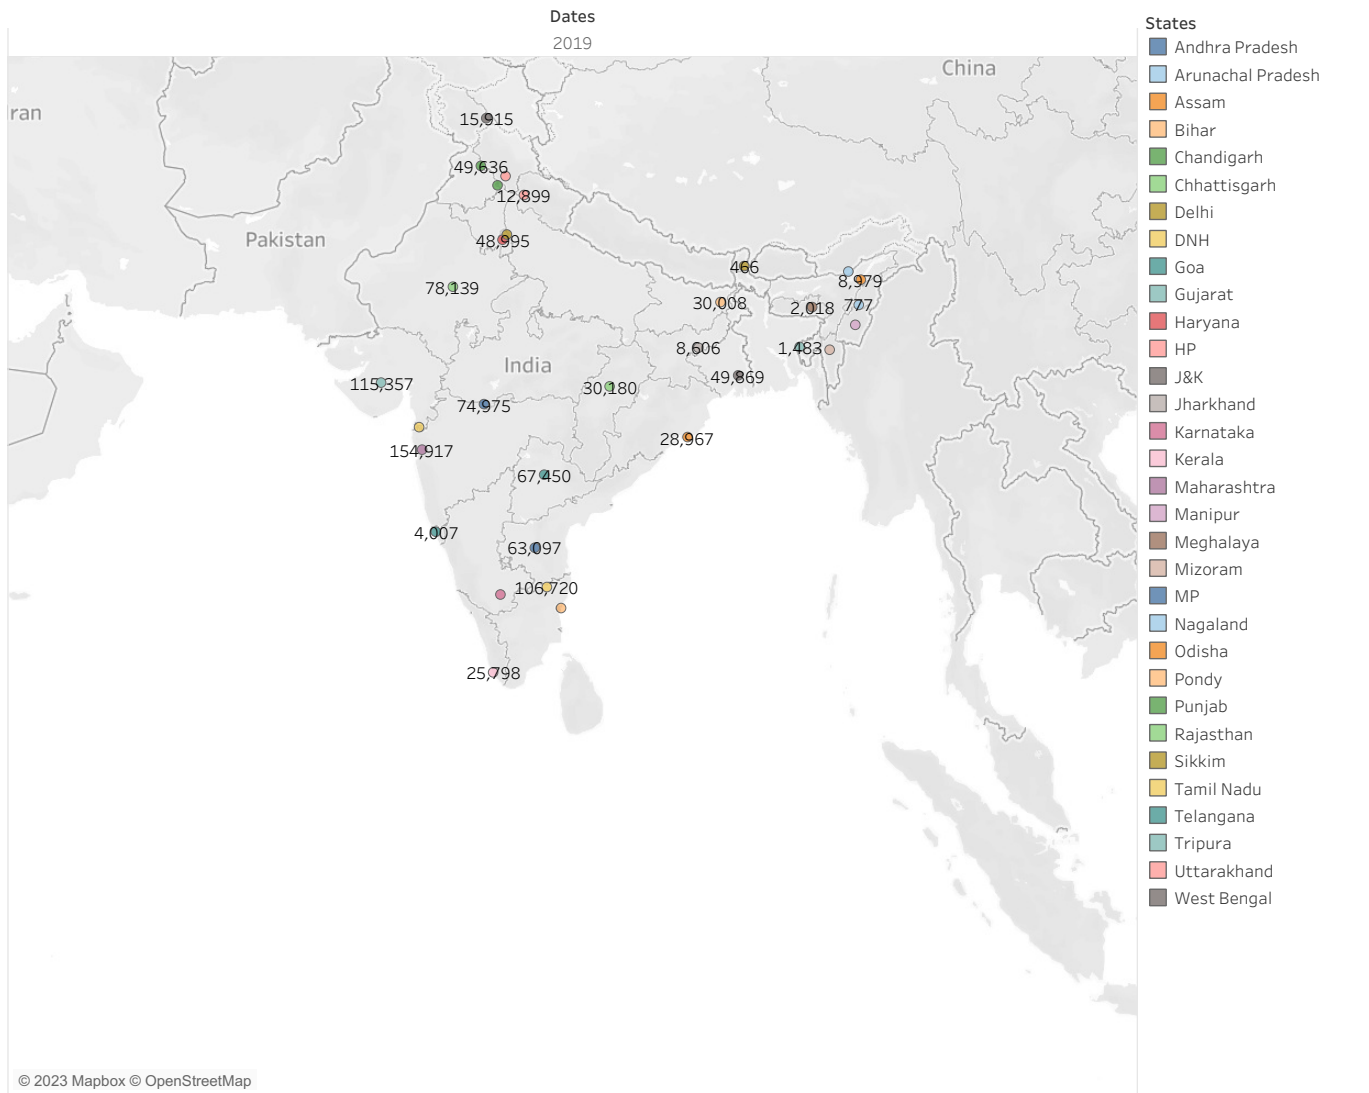 Dates
2019
States
Andhra Pradesh
Arunachal Pradesh
Assam
Bihar
Chandigarh
Chhattisgarh
Delhi
DNH
Goa
Gujarat
Haryana
HP
J&K
Jharkhand
Karnataka
Kerala
Maharashtra
Manipur
Meghalaya
Mizoram
MP
Nagaland
Odisha
Pondy
Punjab
Rajasthan
Sikkim
Tamil Nadu
Telangana
Tripura
Uttarakhand
West Bengal
China
ran
15,915
49,636
12,899
Pakistan
48,995
466
8,979
78,139
30,008
2,018
777
8,606
1,483
India
49,869
115,357
30,180
74,975
28,967
154,917
67,450
4,007
63,097
106,720
25,798
© 2023 Mapbox © OpenStreetMap